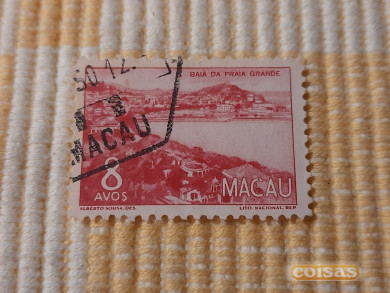 BAIA DA PRAIA GRANDE
MACAU
8
AVOS
MACAU
ALBERTO SOUSA, DES.
LITO. NACIONAL, REP.
coisas